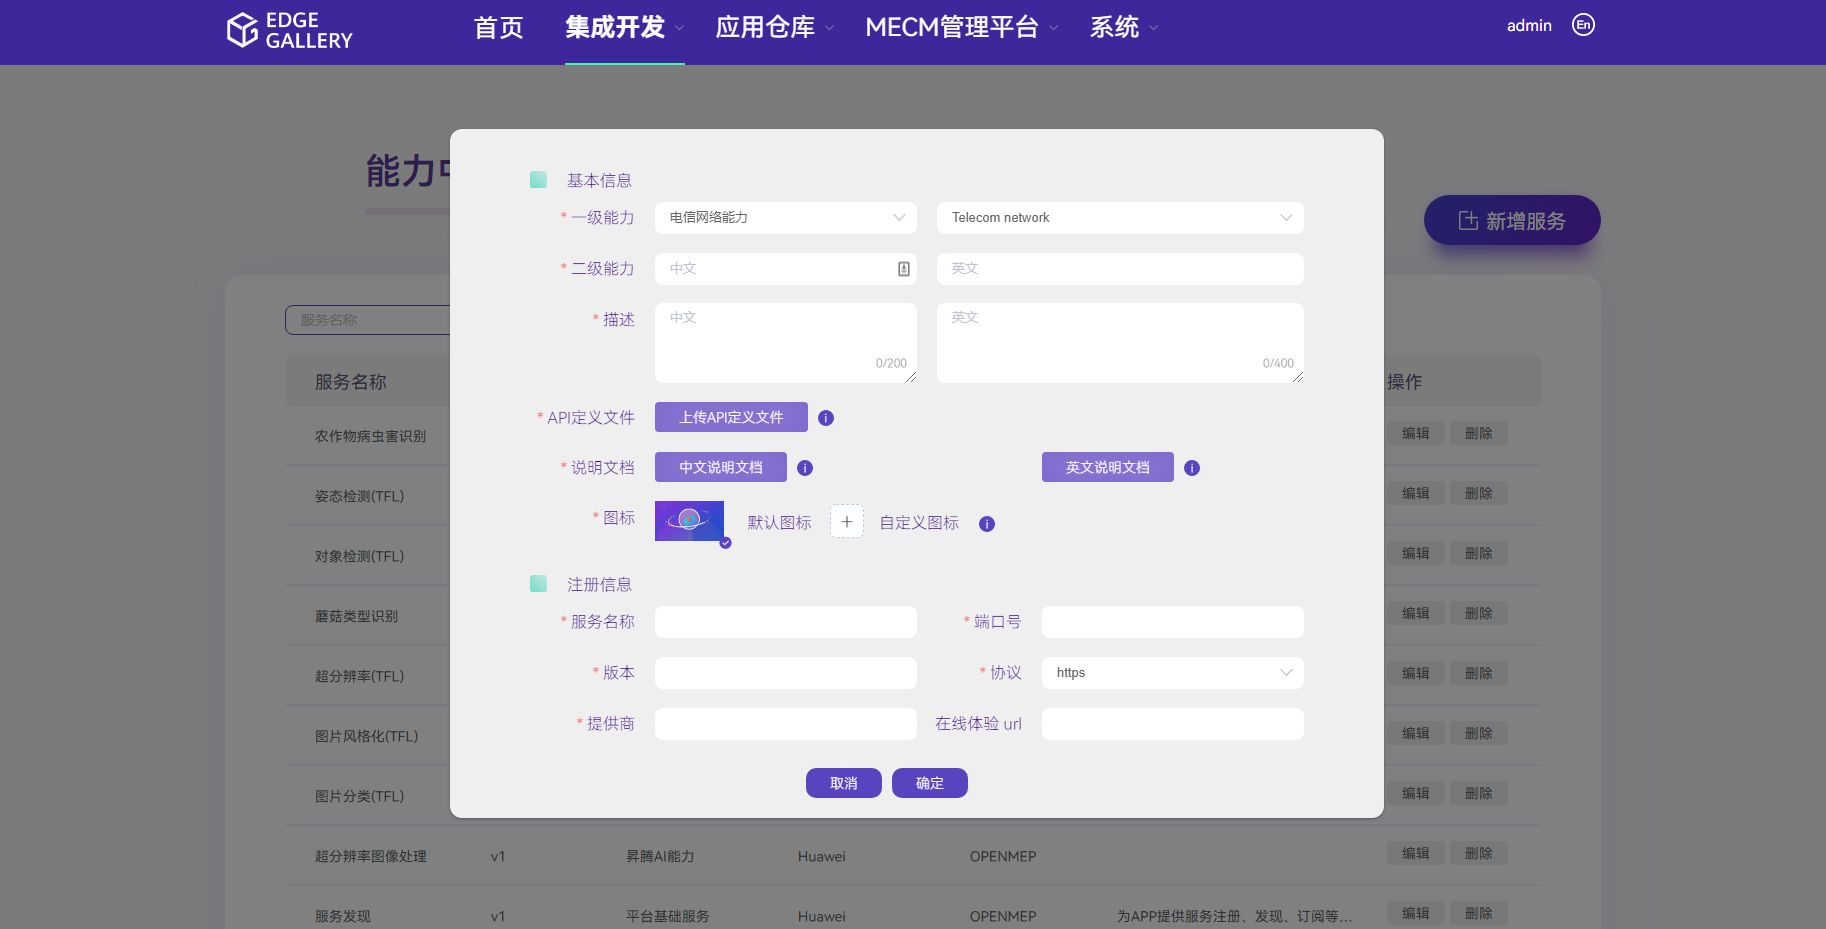 EDGE
GALLERY
首页 集成开发 应用仓库 MECM管理平台 系统
admin En
能力中
新增服务
基本信息
* 一级能力 电信网络能力 Telecom network
* 二级能力 中文 英文
* 描述 中文 英文
0/200 0/400
* API定义文件 上传API定义文件 i
* 说明文档 中文说明文档 i 英文说明文档 i
* 图标 默认图标 + 自定义图标 i
注册信息
* 服务名称 * 端口号
* 版本 * 协议 https
* 提供商 在线体验 url
取消 确定
服务名称
服务名称 操作
农作物病虫害识别 编辑 删除
姿态检测(TFL) 编辑 删除
对象检测(TFL) 编辑 删除
蘑菇类型识别 编辑 删除
超分辨率(TFL) 编辑 删除
图片风格化(TFL) 编辑 删除
图片分类(TFL) 编辑 删除
超分辨率图像处理 v1 昇腾AI能力 Huawei OPENMEP 编辑 删除
服务发现 v1 平台基础服务 Huawei OPENMEP 为APP提供服务注册、发现、订阅等... 编辑 删除